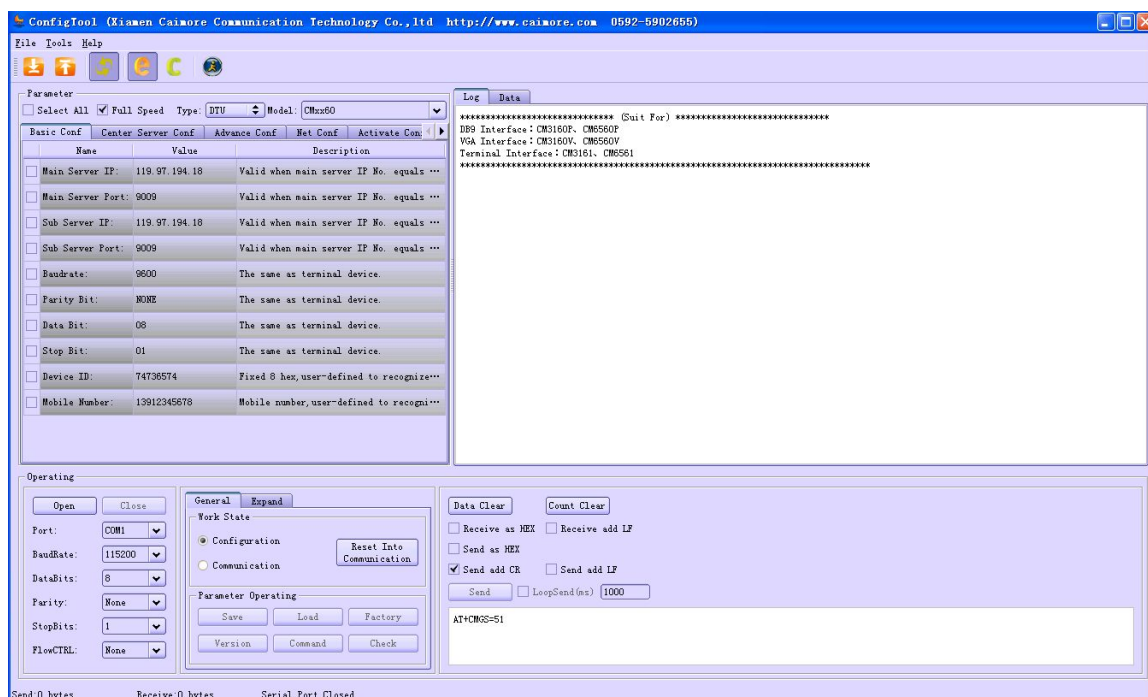 ConfigTool (Xiamen Caimore Communication Technology Co.,ltd http://www.caimore.com 0592-5902655)
File Tools Help
Parameter
Select All Full Speed Type: DTU Model: CMxx60
Basic Conf Center Server Conf Advance Conf Net Conf Activate Con
Name Value Description
Main Server IP: 119.97.194.18 Valid when main server IP No. equals ...
Main Server Port: 9009 Valid when main server IP No. equals ...
Sub Server IP: 119.97.194.18 Valid when main server IP No. equals ...
Sub Server Port: 9009 Valid when main server IP No. equals ...
Baudrate: 9600 The same as terminal device.
Parity Bit: NONE The same as terminal device.
Data Bit: 08 The same as terminal device.
Stop Bit: 01 The same as terminal device.
Device ID: 74736574 Fixed 8 hex,user-defined to recognize...
Mobile Number: 13912345678 Mobile number,user-defined to recogni...
Log Data
****************************** (Suit For) ******************************
DB9 Interface：CM3160P、CM6560P
VGA Interface：CM3160V、CM6560V
Terminal Interface：CM3161、CM6561
********************************************************************************
Operating
Open Close
Port: COM1
BaudRate: 115200
DataBits: 8
Parity: None
StopBits: 1
FlowCTRL: None
General Expand
Work State
Configuration
Communication
Reset Into
Communication
Parameter Operating
Save Load Factory
Version Command Check
Data Clear Count Clear
Receive as HEX Receive add LF
Send as HEX
Send add CR Send add LF
Send LoopSend(ms) 1000
AT+CMGS=51
Send:0 bytes Receive:0 bytes Serial Port Closed